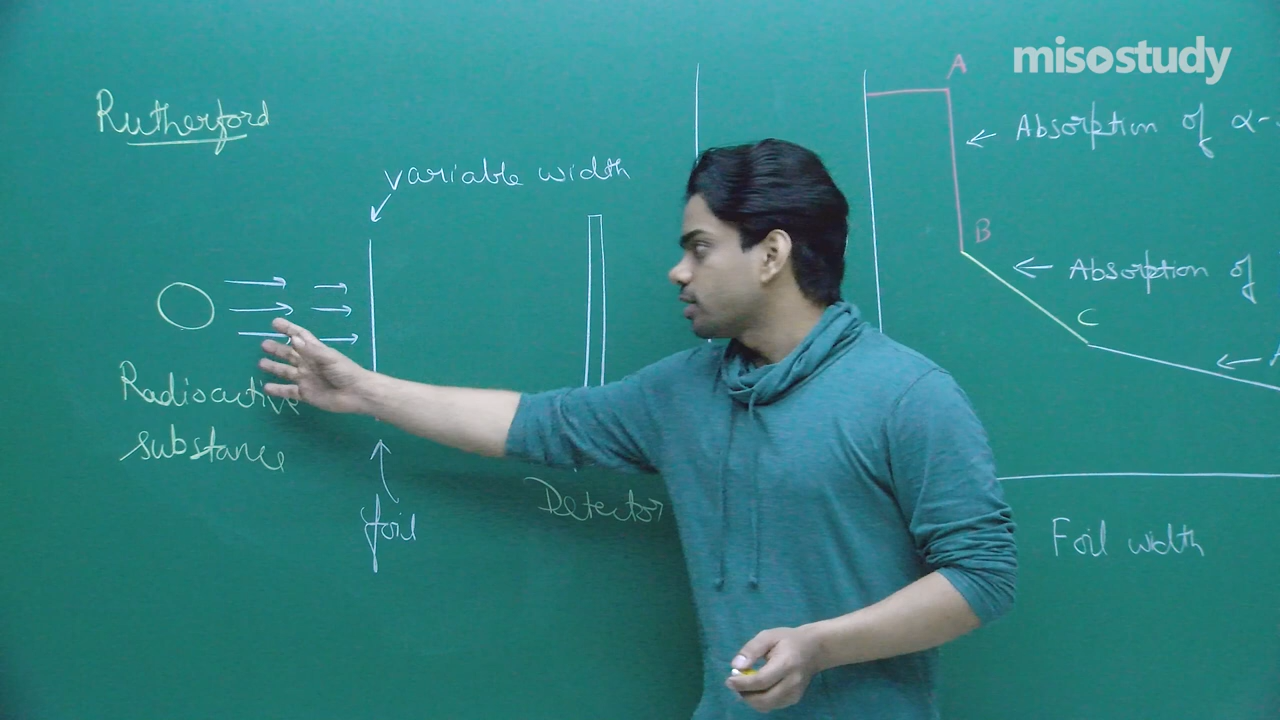 misostudy
Rutherford
variable width
Radioactive
substance
foil
Detector
A
← Absorption of α-
B
← Absorption of
C
←
Foil width